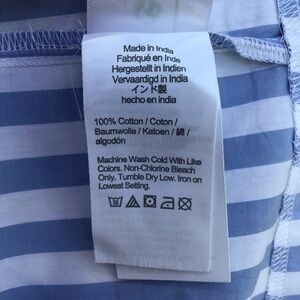 Made in India
Fabriqué en Inde
Hergestellt in Indien
Vervaardigd in India
インド製
hecho en india
100% Cotton / Coton /
Baumwolle / Katoen / 綿 /
algodón
Machine Wash Cold With Like
Colors. Non-Chlorine Bleach
Only. Tumble Dry Low. Iron on
Lowest Setting.